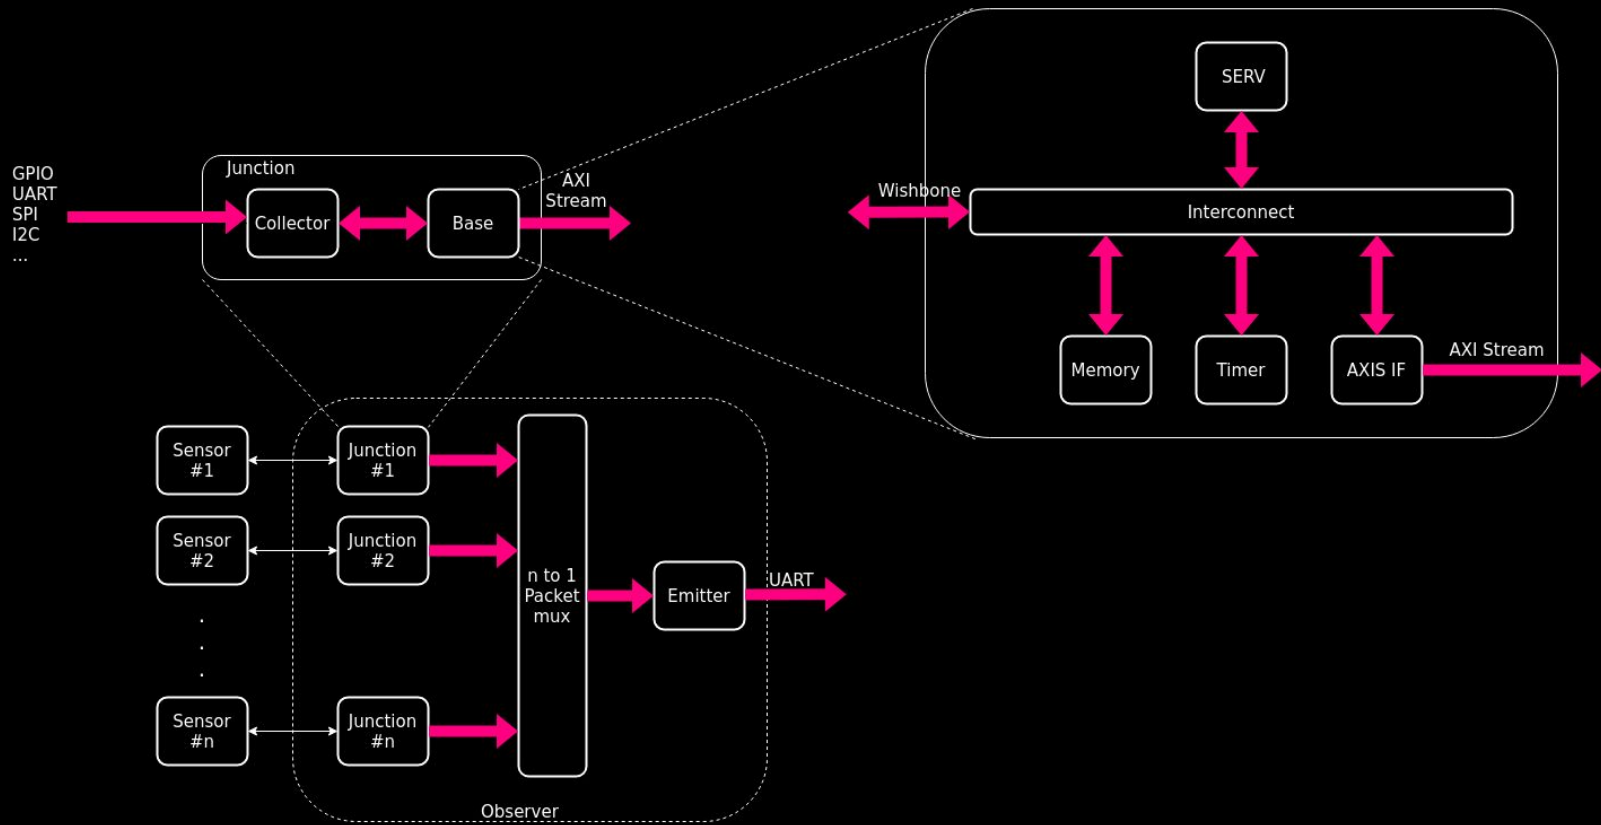 SERV
Junction
GPIO
UART
SPI
I2C
...
AXI
Stream
Collector
Base
Wishbone
Interconnect
Memory
Timer
AXIS IF
AXI Stream
Sensor
#1
Junction
#1
Sensor
#2
Junction
#2
n to 1
Packet
mux
Emitter
UART
.
.
.
Sensor
#n
Junction
#n
Observer